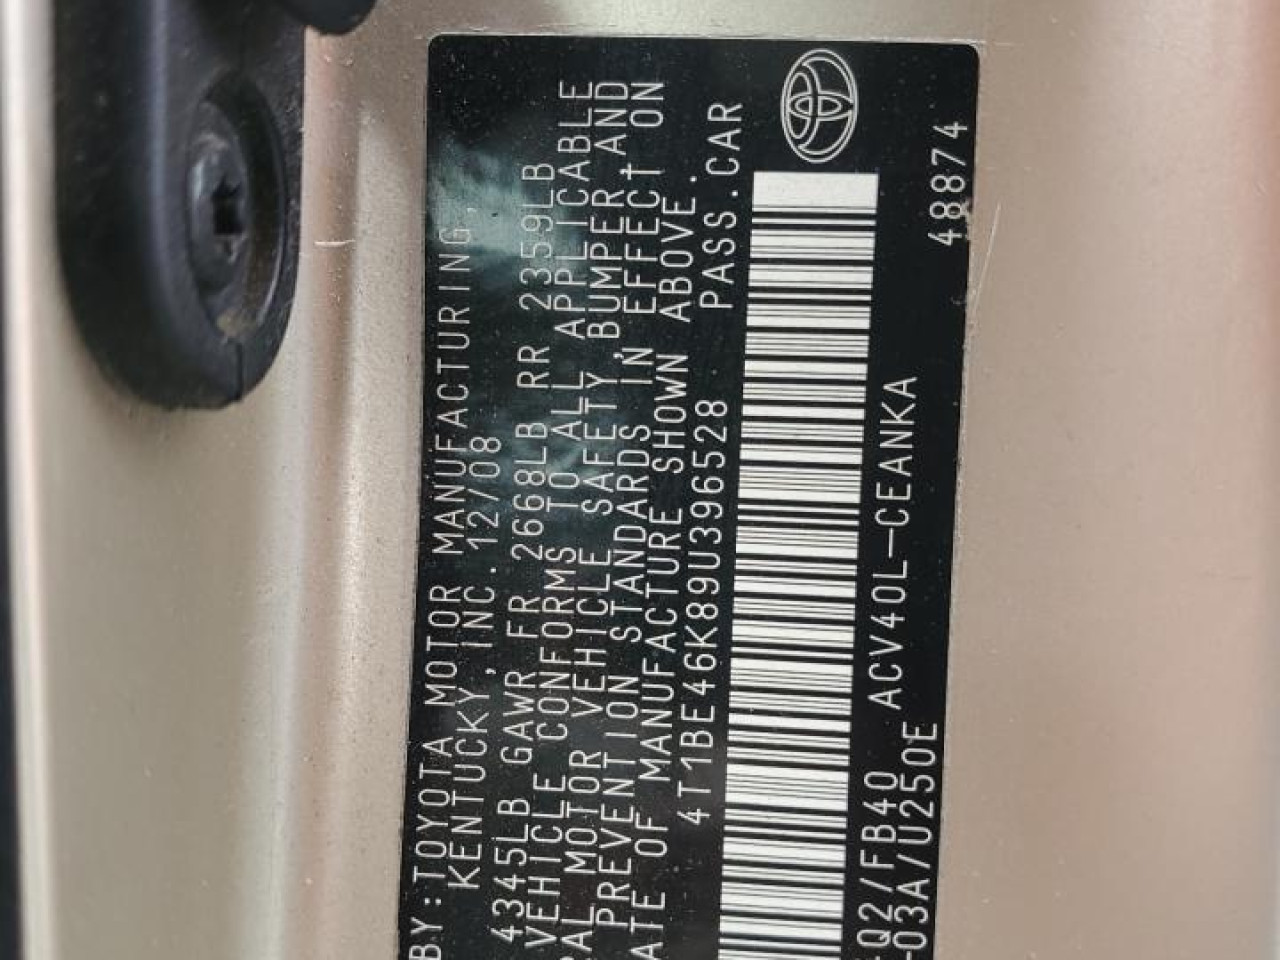 BY:TOYOTA MOTOR MANUFACTURING,
KENTUCKY,INC. 12/08
4345LB GAWR FR 2668LB RR 2359LB
VEHICLE CONFORMS TO ALL APPLICABLE
MOTOR VEHICLE SAFETY, BUMPER, AND
PREVENTION STANDARDS IN EFFECT ON
OF MANUFACTURE SHOWN ABOVE.
4T1BE46K89U396528 PASS.CAR
Q2/FB40 ACV40L-CEANKA
-03A/U250E 48874